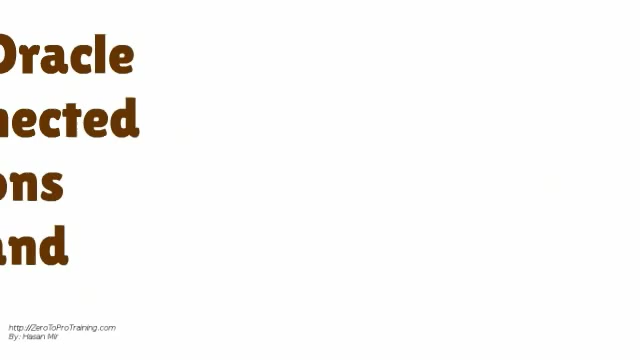 Oracle
nected
ons
and
http://ZeroToProTraining.com
By: Hasan Mir